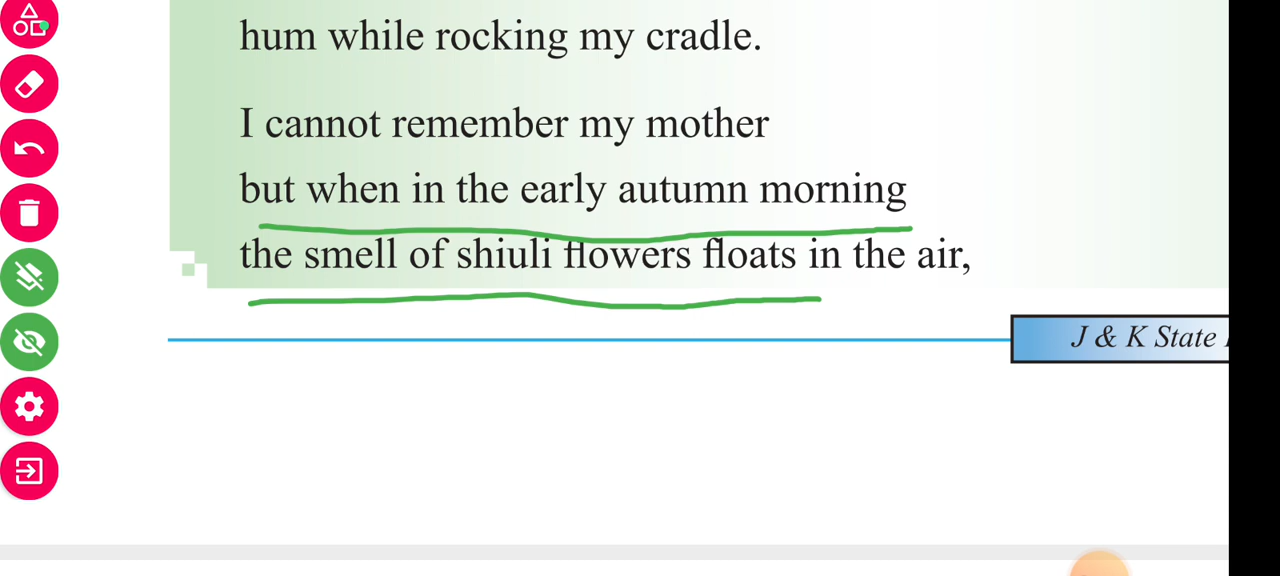 hum while rocking my cradle.
I cannot remember my mother
but when in the early autumn morning
the smell of shiuli flowers floats in the air,
J & K State